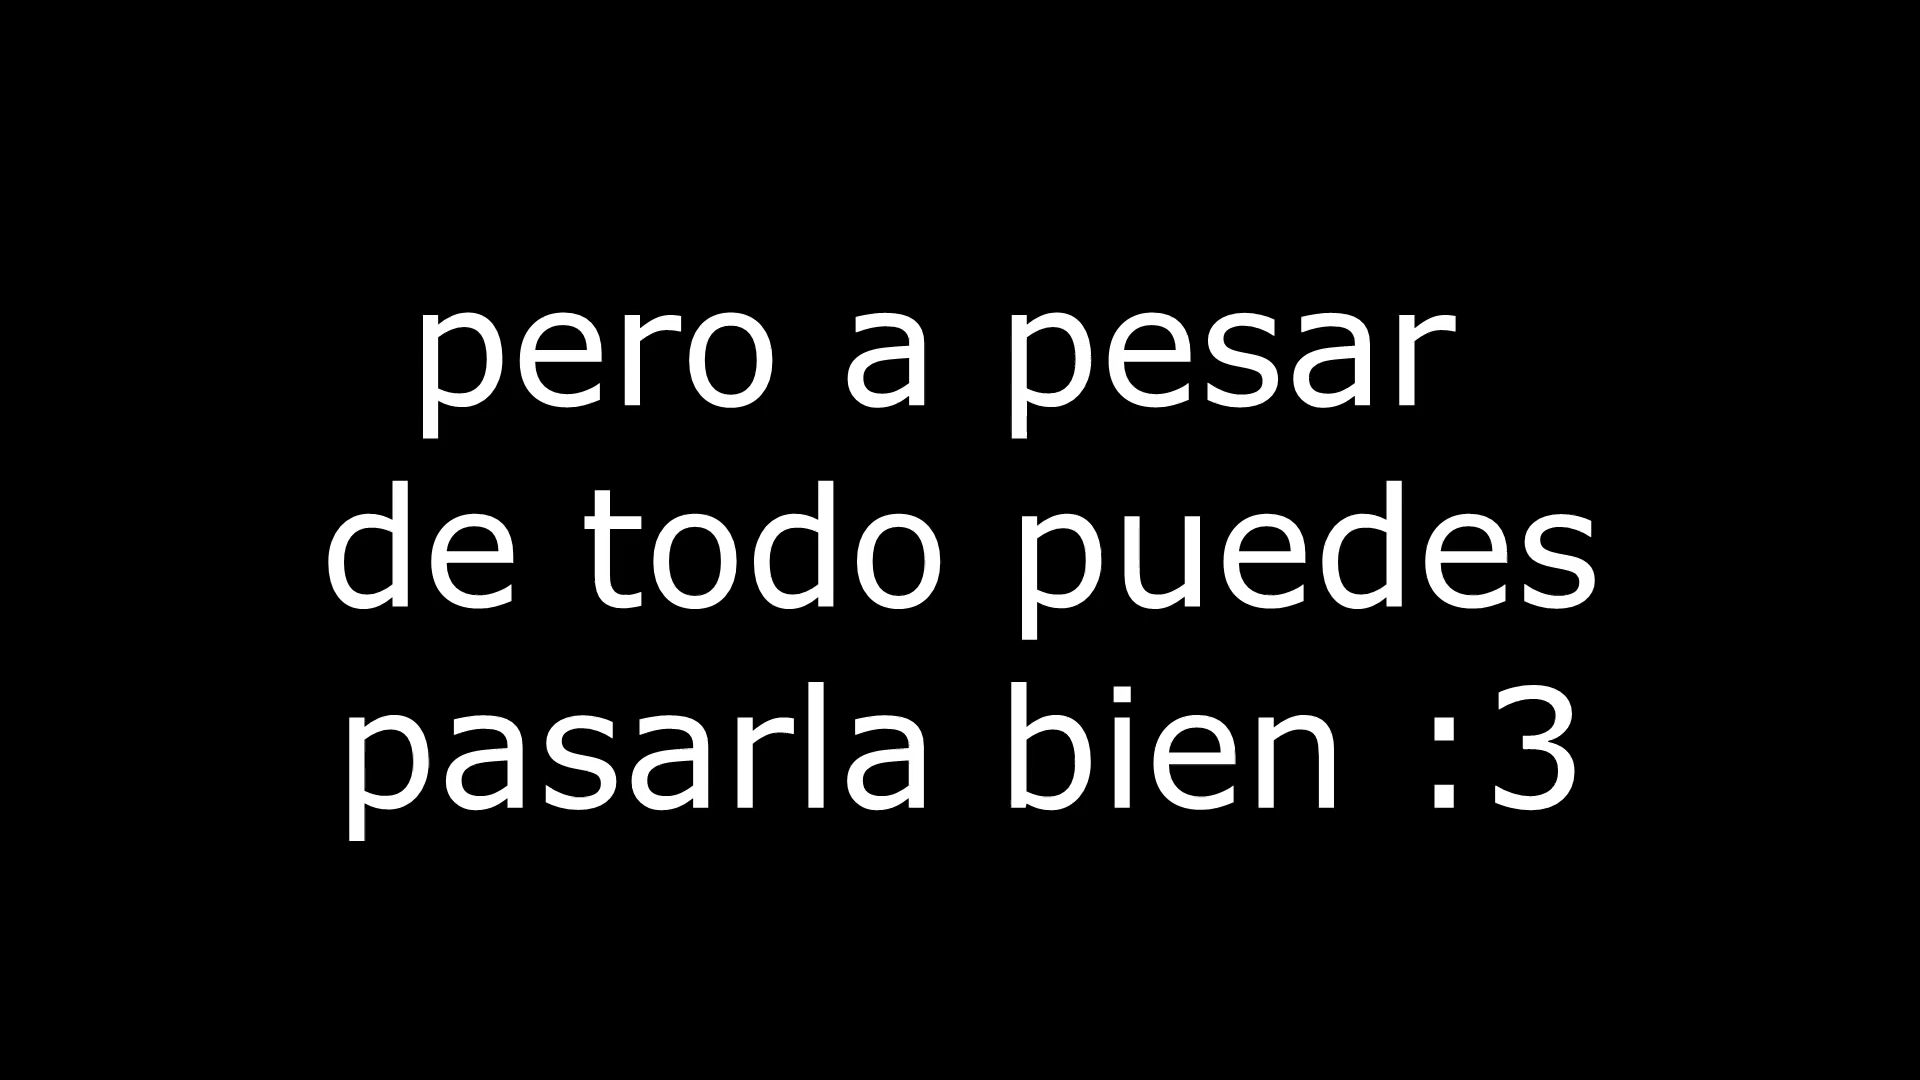 pero a pesar
de todo puedes
pasarla bien :3